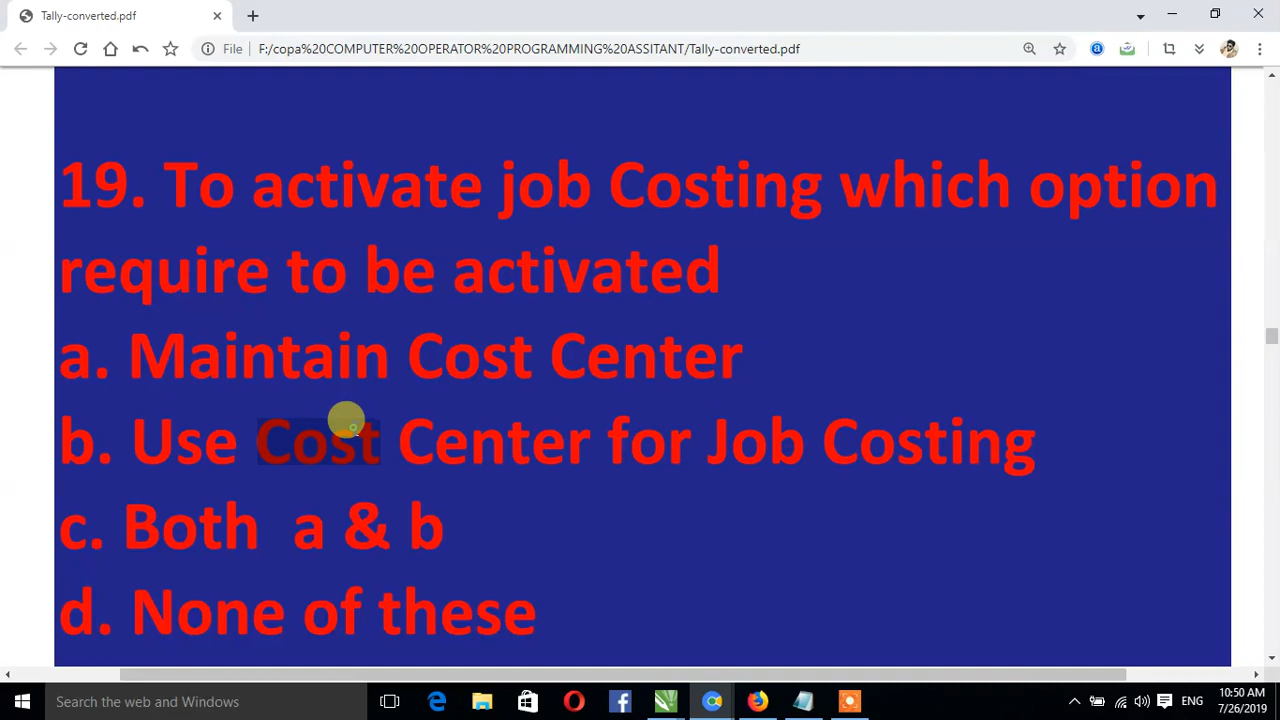 Tally-converted.pdf
File
F:/copa%20COMPUTER%20OPERATOR%20PROGRAMMING%20ASSITANT/Tally-converted.pdf
19. To activate job Costing which option
require to be activated
a. Maintain Cost Center
b. Use Cost Center for Job Costing
c. Both a & b
d. None of these
Search the web and Windows
ENG
10:50 AM
7/26/2019